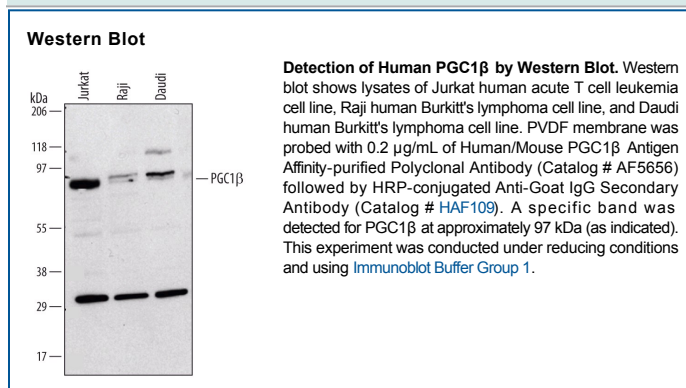 Western Blot
Jurkat
Raji
Daudi
kDa
206
118
97
55
38
29
17
PGC1β
Detection of Human PGC1β by Western Blot. Western
blot shows lysates of Jurkat human acute T cell leukemia
cell line, Raji human Burkitt's lymphoma cell line, and Daudi
human Burkitt's lymphoma cell line. PVDF membrane was
probed with 0.2 µg/mL of Human/Mouse PGC1β Antigen
Affinity-purified Polyclonal Antibody (Catalog # AF5656)
followed by HRP-conjugated Anti-Goat IgG Secondary
Antibody (Catalog # HAF109). A specific band was
detected for PGC1β at approximately 97 kDa (as indicated).
This experiment was conducted under reducing conditions
and using Immunoblot Buffer Group 1.